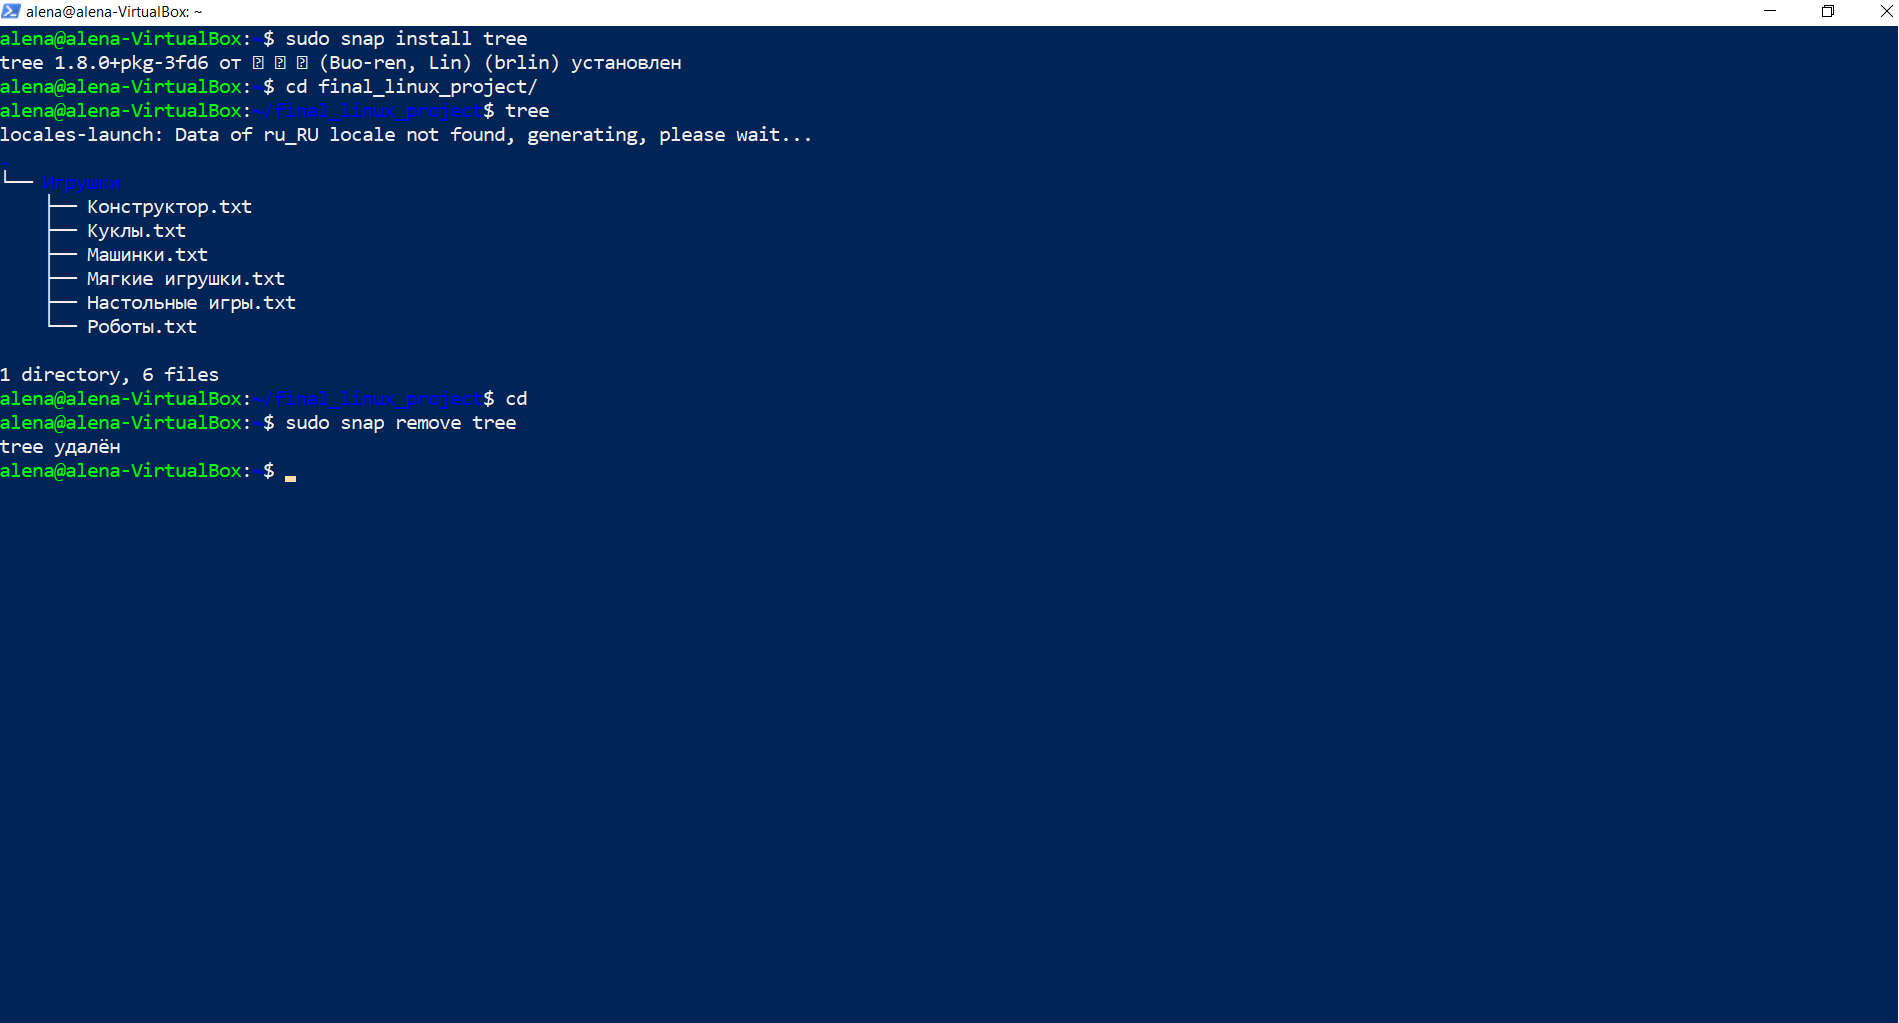 alena@alena-VirtualBox: ~
alena@alena-VirtualBox:~$ sudo snap install tree
tree 1.8.0+pkg-3fd6 от (Buo-ren, Lin) (brlin) установлен
alena@alena-VirtualBox:~$ cd final_linux_project/
alena@alena-VirtualBox:~/final_linux_project$ tree
locales-launch: Data of ru_RU locale not found, generating, please wait...
.
└── Игрушки
    ├── Конструктор.txt
    ├── Куклы.txt
    ├── Машинки.txt
    ├── Мягкие игрушки.txt
    ├── Настольные игры.txt
    └── Роботы.txt
1 directory, 6 files
alena@alena-VirtualBox:~/final_linux_project$ cd
alena@alena-VirtualBox:~$ sudo snap remove tree
tree удалён
alena@alena-VirtualBox:~$